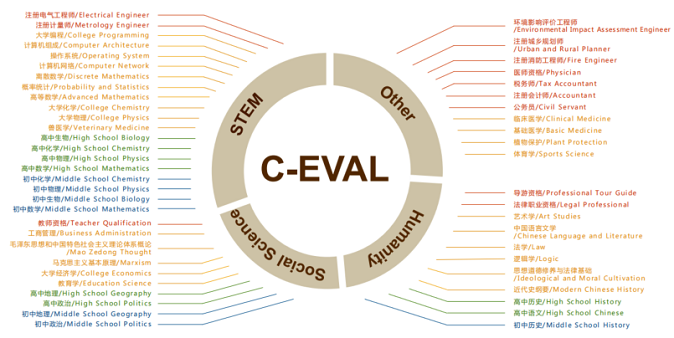 注册电气工程师/Electrical Engineer
注册计量师/Metrology Engineer
大学编程/College Programming
计算机组成/Computer Architecture
操作系统/Operating System
计算机网络/Computer Network
离散数学/Discrete Mathematics
概率统计/Probability and Statistics
高等数学/Advanced Mathematics
大学化学/College Chemistry
大学物理/College Physics
兽医学/Veterinary Medicine
高中生物/High School Biology
高中化学/High School Chemistry
高中物理/High School Physics
高中数学/High School Mathematics
初中化学/Middle School Chemistry
初中物理/Middle School Physics
初中生物/Middle School Biology
初中数学/Middle School Mathematics
教师资格/Teacher Qualification
工商管理/Business Administration
毛泽东思想和中国特色社会主义理论体系概论
/Mao Zedong Thought
马克思主义基本原理/Marxism
大学经济学/College Economics
教育学/Education Science
高中地理/High School Geography
高中政治/High School Politics
初中地理/Middle School Geography
初中政治/Middle School Politics
STEM
Other
C-EVAL
Social Science
Humanity
环境影响评价工程师
/Environmental Impact Assessment Engineer
注册城乡规划师
/Urban and Rural Planner
注册消防工程师/Fire Engineer
医师资格/Physician
税务师/Tax Accountant
注册会计师/Accountant
公务员/Civil Servant
临床医学/Clinical Medicine
基础医学/Basic Medicine
植物保护/Plant Protection
体育学/Sports Science
导游资格/Professional Tour Guide
法律职业资格/Legal Professional
艺术学/Art Studies
中国语言文学
/Chinese Language and Literature
法学/Law
逻辑学/Logic
思想道德修养与法律基础
/Ideological and Moral Cultivation
近代史纲要/Modern Chinese History
高中历史/High School History
高中语文/High School Chinese
初中历史/Middle School History